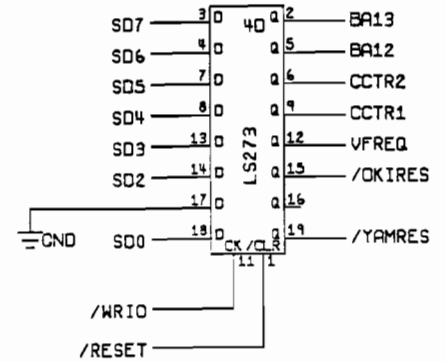 SD7 3 D 4D Q 2 BA13
SD6 4 D Q 5 BA12
SD5 7 D Q 6 CCTR2
SD4 8 D Q 9 CCTR1
SD3 13 D Q 12 VFREQ
SD2 14 D Q 15 /OKIRES
17 D Q 16
GND SD0 18 D Q 19 /YAMRES
LS273
CK /CLR
11 1
/WRIO
/RESET